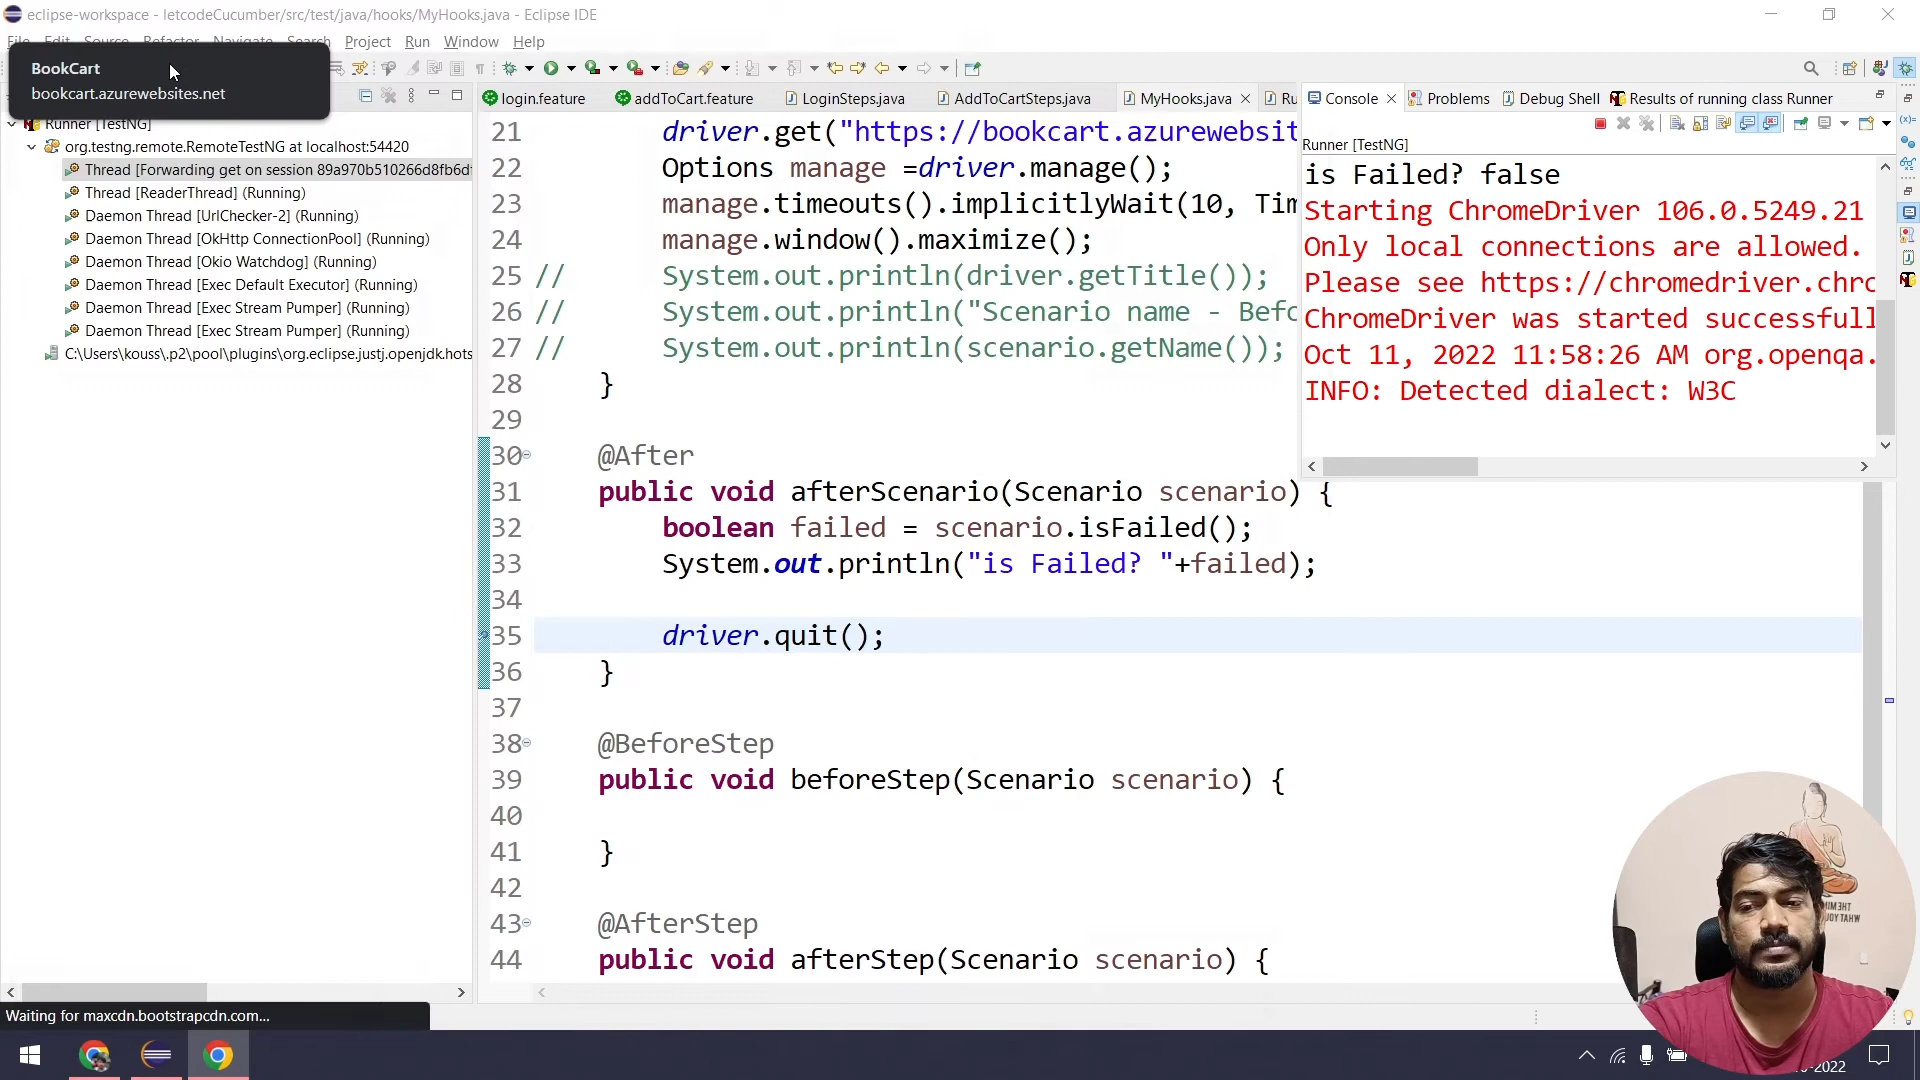 eclipse-workspace - letcodeCucumber/src/test/java/hooks/MyHooks.java - Eclipse IDE
File Edit Source Refactor Navigate Search Project Run Window Help
BookCart
bookcart.azurewebsites.net
login.feature addToCart.feature LoginSteps.java AddToCartSteps.java MyHooks.java Ru
Console Problems Debug Shell Results of running class Runner
Runner [TestNG]
org.testng.remote.RemoteTestNG at localhost:54420
Thread [Forwarding get on session 89a970b510266d8fb6d
Thread [ReaderThread] (Running)
Daemon Thread [UrlChecker-2] (Running)
Daemon Thread [OkHttp ConnectionPool] (Running)
Daemon Thread [Okio Watchdog] (Running)
Daemon Thread [Exec Default Executor] (Running)
Daemon Thread [Exec Stream Pumper] (Running)
Daemon Thread [Exec Stream Pumper] (Running)
C:\Users\kouss\.p2\pool\plugins\org.eclipse.justj.openjdk.hots
21 driver.get("https://bookcart.azurewebsit
22 Options manage =driver.manage();
23 manage.timeouts().implicitlyWait(10, Tim
24 manage.window().maximize();
25 // System.out.println(driver.getTitle());
26 // System.out.println("Scenario name - Befo
27 // System.out.println(scenario.getName());
28 }
29
30 @After
31 public void afterScenario(Scenario scenario) {
32 boolean failed = scenario.isFailed();
33 System.out.println("is Failed? "+failed);
34
35 driver.quit();
36 }
37
38 @BeforeStep
39 public void beforeStep(Scenario scenario) {
40
41 }
42
43 @AfterStep
44 public void afterStep(Scenario scenario) {
Runner [TestNG]
is Failed? false
Starting ChromeDriver 106.0.5249.21
Only local connections are allowed.
Please see https://chromedriver.chro
ChromeDriver was started successfull
Oct 11, 2022 11:58:26 AM org.openqa.
INFO: Detected dialect: W3C
Waiting for maxcdn.bootstrapcdn.com...
-2022